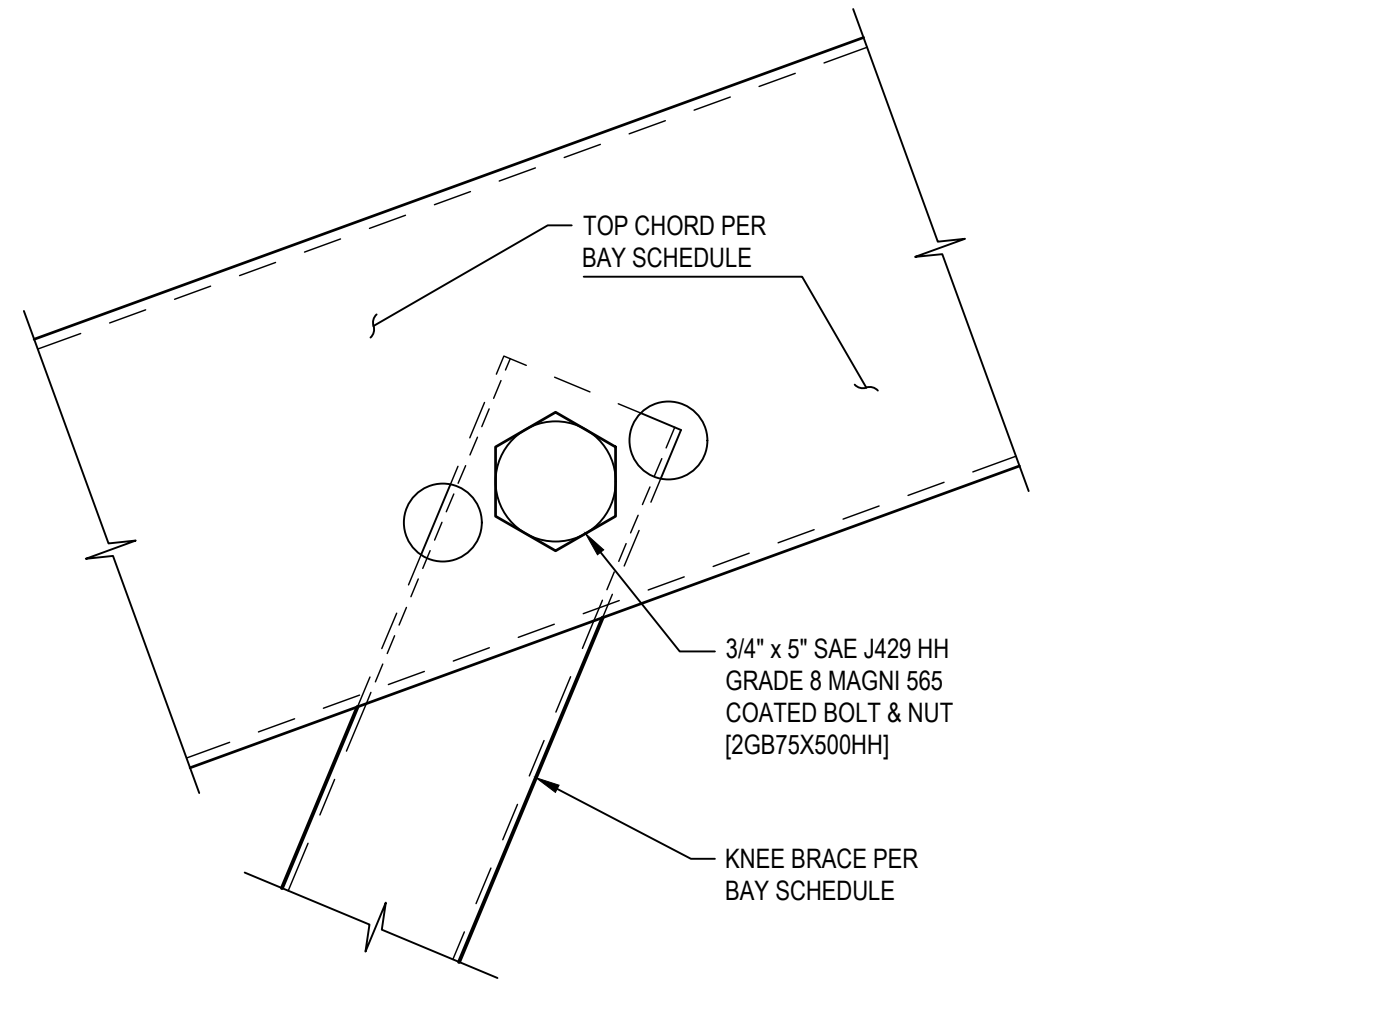 TOP CHORD PER
BAY SCHEDULE
3/4" x 5" SAE J429 HH
GRADE 8 MAGNI 565
COATED BOLT & NUT
[2GB75X500HH]
KNEE BRACE PER
BAY SCHEDULE